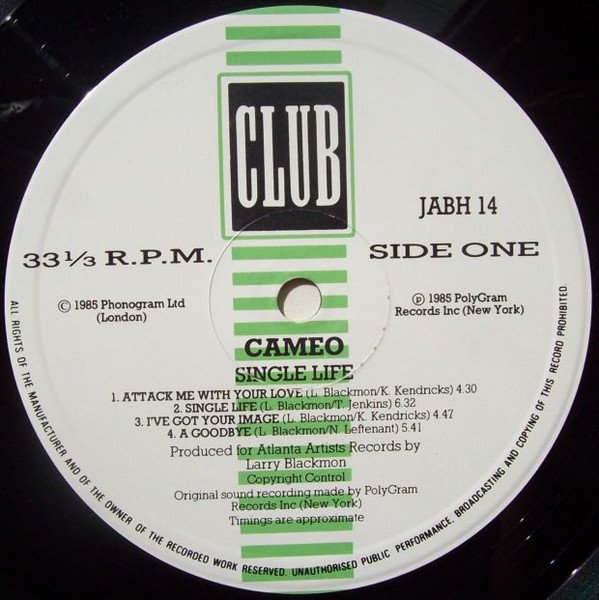 CLUB
JABH 14
33 1/3 R.P.M.
SIDE ONE
© 1985 Phonogram Ltd
(London)
℗ 1985 PolyGram
Records Inc (New York)
CAMEO
SINGLE LIFE
1. ATTACK ME WITH YOUR LOVE (L. Blackmon/K. Kendricks) 4.30
2. SINGLE LIFE (L. Blackmon/T. Jenkins) 6.32
3. I'VE GOT YOUR IMAGE (L. Blackmon/K. Kendricks) 4.47
4. A GOODBYE (L. Blackmon/N. Leftenant) 5.41
Produced for Atlanta Artists Records by
Larry Blackmon
Copyright Control
Original sound recording made by PolyGram
Records Inc (New York)
Timings are approximate
ALL RIGHTS OF THE MANUFACTURER AND OF THE OWNER OF THE RECORDED WORK RESERVED. UNAUTHORISED PUBLIC PERFORMANCE, BROADCASTING AND COPYING OF THIS RECORD PROHIBITED.